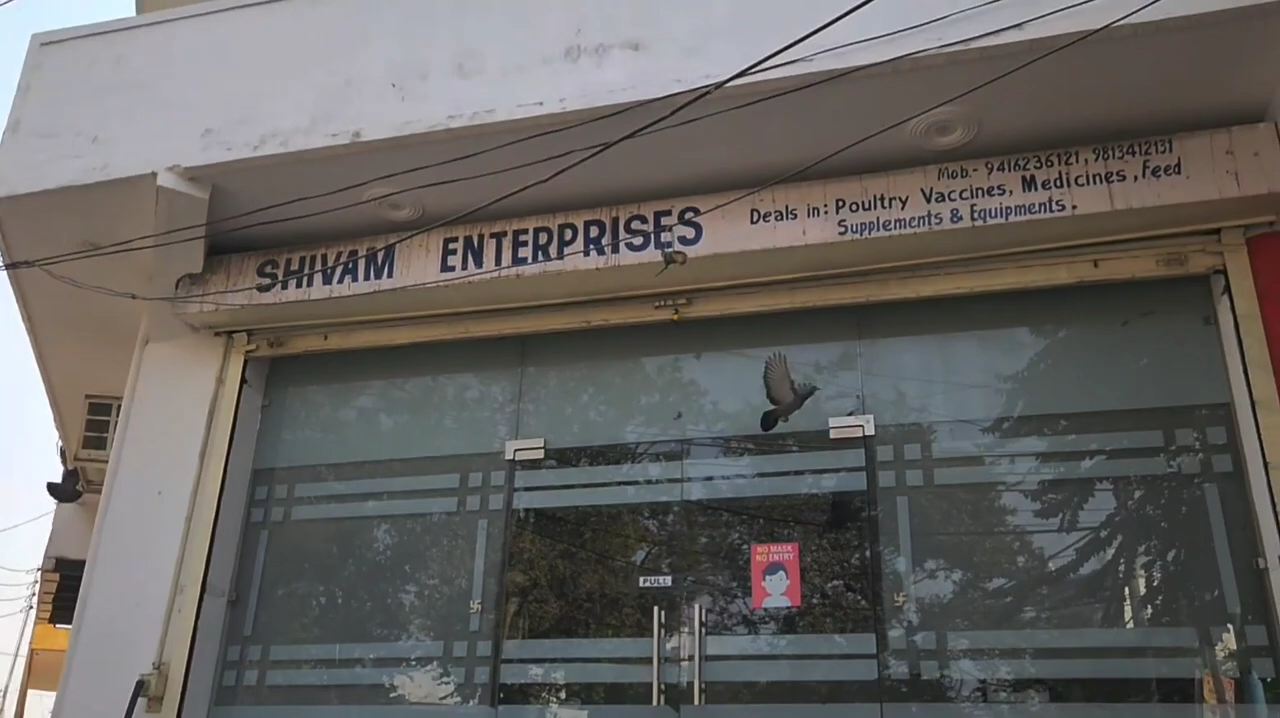 Mob.- 9416236121, 9813412131
SHIVAM ENTERPRISES
Deals in: Poultry Vaccines, Medicines, Feed
Supplements & Equipments.
NO MASK
NO ENTRY
PULL